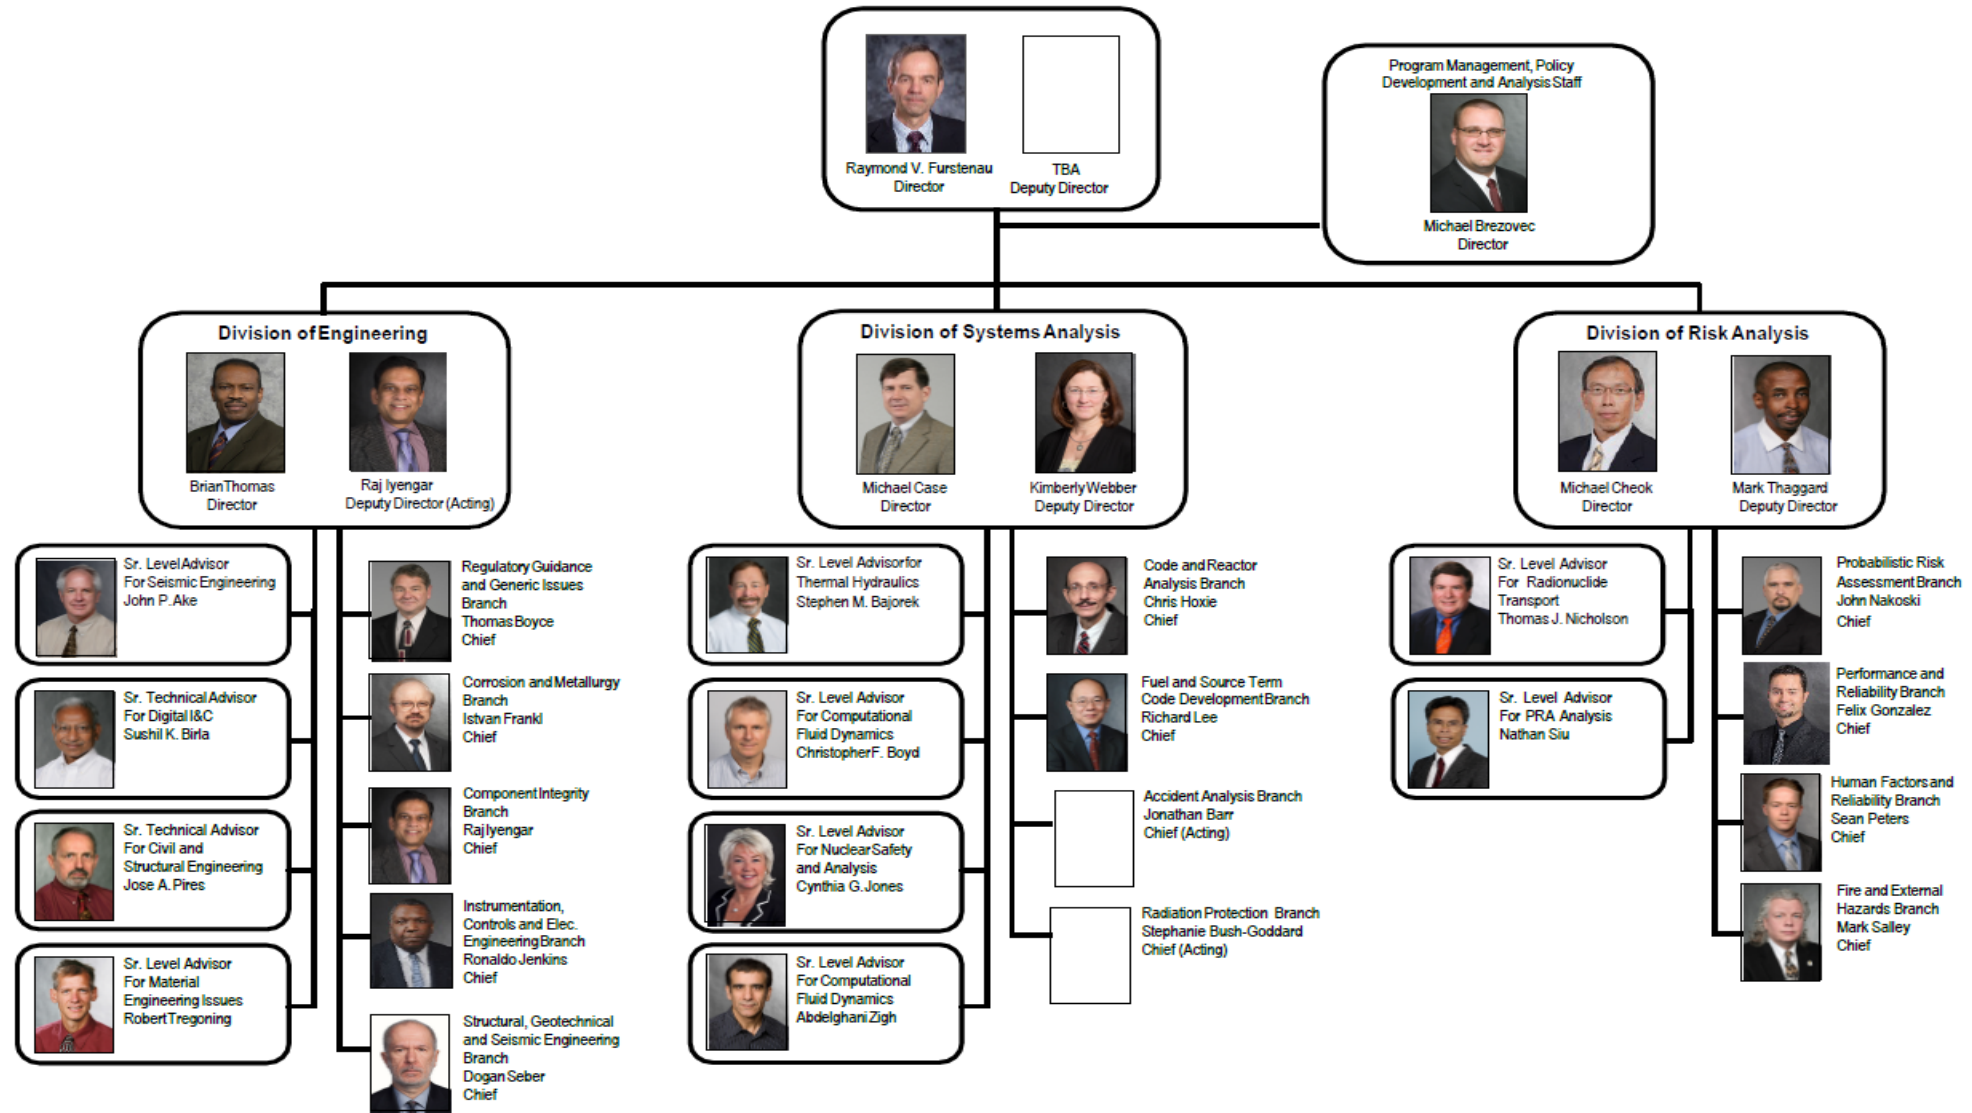 Raymond V. Furstenau
Director
TBA
Deputy Director
Program Management, Policy
Development and Analysis Staff
Michael Brezovec
Director
Division of Engineering
Brian Thomas
Director
Raj Iyengar
Deputy Director (Acting)
Division of Systems Analysis
Michael Case
Director
Kimberly Webber
Deputy Director
Division of Risk Analysis
Michael Cheok
Director
Mark Thaggard
Deputy Director
Sr. Level Advisor
For Seismic Engineering
John P. Ake
Sr. Technical Advisor
For Digital I&C
Sushil K. Birla
Sr. Technical Advisor
For Civil and
Structural Engineering
Jose A. Pires
Sr. Level Advisor
For Material
Engineering Issues
Robert Tregoning
Regulatory Guidance
and Generic Issues
Branch
Thomas Boyce
Chief
Corrosion and Metallurgy
Branch
Istvan Frankl
Chief
Component Integrity
Branch
Raj Iyengar
Chief
Instrumentation,
Controls and Elec.
Engineering Branch
Ronaldo Jenkins
Chief
Structural, Geotechnical
and Seismic Engineering
Branch
Dogan Seber
Chief
Sr. Level Advisor for
Thermal Hydraulics
Stephen M. Bajorek
Sr. Level Advisor
For Computational
Fluid Dynamics
Christopher F. Boyd
Sr. Level Advisor
For Nuclear Safety
and Analysis
Cynthia G. Jones
Sr. Level Advisor
For Computational
Fluid Dynamics
Abdelghani Zigh
Code and Reactor
Analysis Branch
Chris Hoxie
Chief
Fuel and Source Term
Code Development Branch
Richard Lee
Chief
Accident Analysis Branch
Jonathan Barr
Chief (Acting)
Radiation Protection Branch
Stephanie Bush-Goddard
Chief (Acting)
Sr. Level Advisor
For Radionuclide
Transport
Thomas J. Nicholson
Sr. Level Advisor
For PRA Analysis
Nathan Siu
Probabilistic Risk
Assessment Branch
John Nakoski
Chief
Performance and
Reliability Branch
Felix Gonzalez
Chief
Human Factors and
Reliability Branch
Sean Peters
Chief
Fire and External
Hazards Branch
Mark Salley
Chief